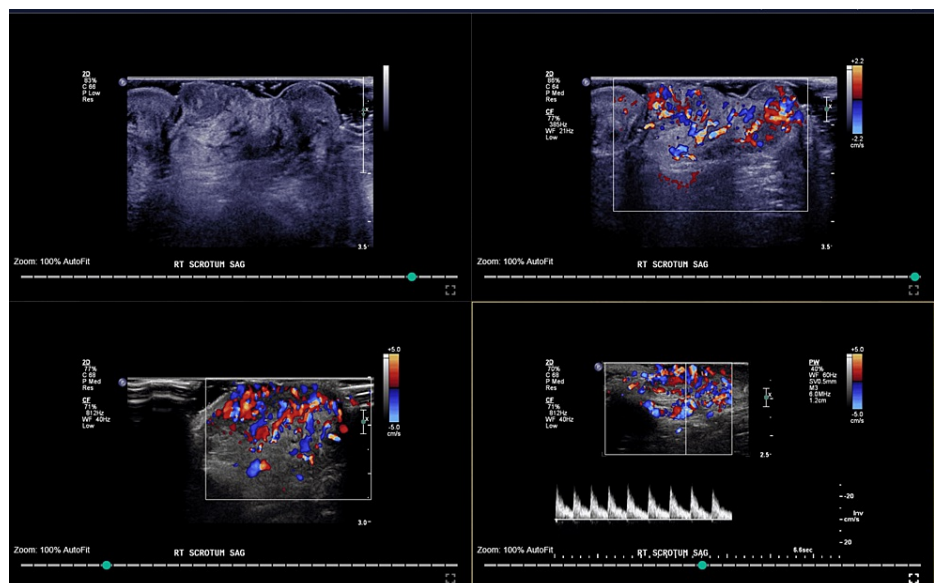 2D
83%
C 66
P Low
Res
3.5
Zoom: 100% AutoFit
RT SCROTUM SAG
2D
86%
C 64
P Med
Res
CF
77%
385Hz
WF 21Hz
Low
+2.2
-2.2
cm/s
x
3.5
Zoom: 100% AutoFit
RT SCROTUM SAG
2D
77%
C 68
P Med
Res
CF
71%
812Hz
WF 40Hz
Low
+5.0
-5.0
cm/s
x
3.0
Zoom: 100% AutoFit
RT SCROTUM SAG
2D
70%
C 68
P Med
Res
CF
71%
812Hz
WF 40Hz
Low
+5.0
-5.0
cm/s
PW
40%
WF 60Hz
SV0.5mm
M3
6.0MHz
1.2cm
x
2.5
-20
Inv
cm/s
-20
6.6sec
Zoom: 100% AutoFit
RT SCROTUM SAG